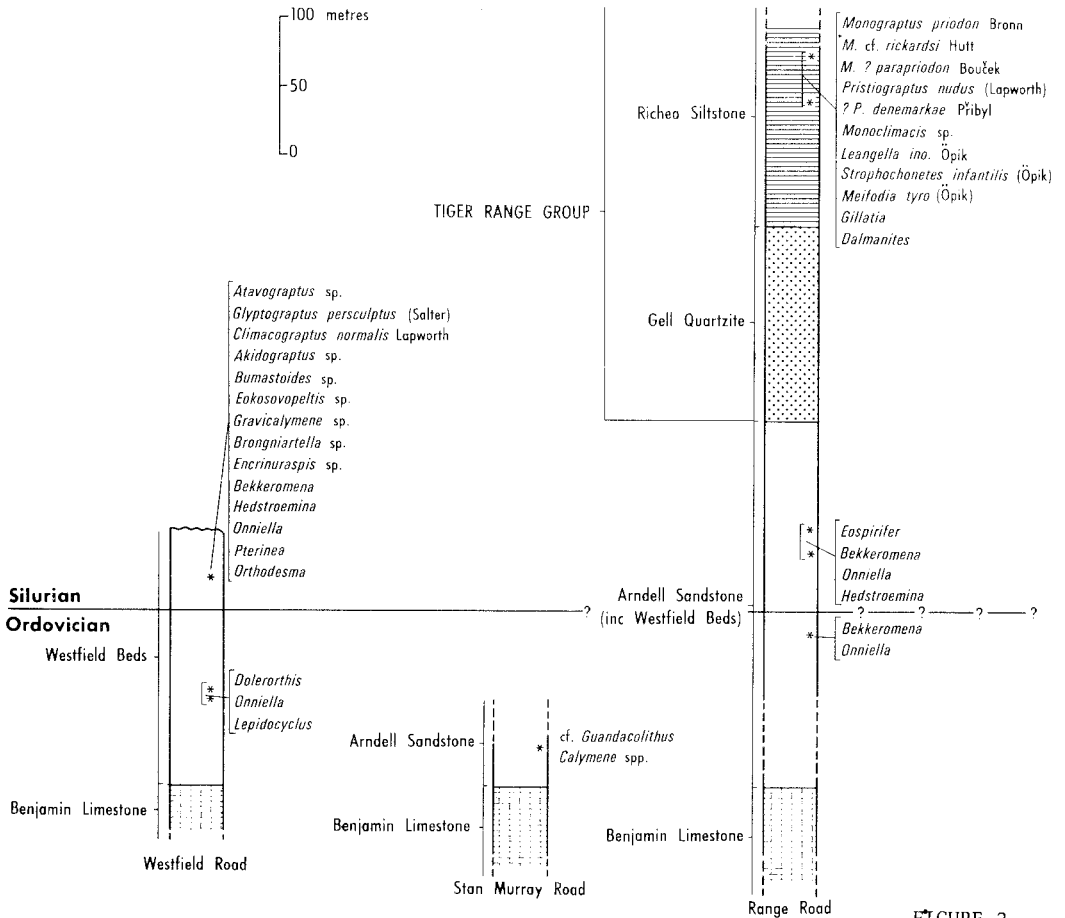 100 metres
50
0
Monograptus priodon Bronn
M. cf. rickardsi Hutt
M. ? parapriodon Bouček
Pristiograptus nudus (Lapworth)
? P. denemarkae Přibyl
Monoclimacis sp.
Leangella ino. Öpik
Strophochonetes infantilis (Öpik)
Meifodia tyro (Öpik)
Gillatia
Dalmanites
Richea Siltstone
TIGER RANGE GROUP
Gell Quartzite
Atavograptus sp.
Glyptograptus persculptus (Salter)
Climacograptus normalis Lapworth
Akidograptus sp.
Bumastoides sp.
Eokosovopeltis sp.
Gravicalymene sp.
Brongniartella sp.
Encrinuraspis sp.
Bekkeromena
Hedstroemina
Onniella
Pterinea
Orthodesma
Eospirifer
Bekkeromena
Onniella
Hedstroemina
Silurian
Ordovician
?
Arndell Sandstone
(inc Westfield Beds)
? ? ? ?
Bekkeromena
Onniella
Westfield Beds
Dolerorthis
Onniella
Lepidocyclus
Arndell Sandstone
cf. Guandacolithus
Calymene spp.
Benjamin Limestone
Benjamin Limestone
Benjamin Limestone
Westfield Road
Stan Murray Road
Range Road